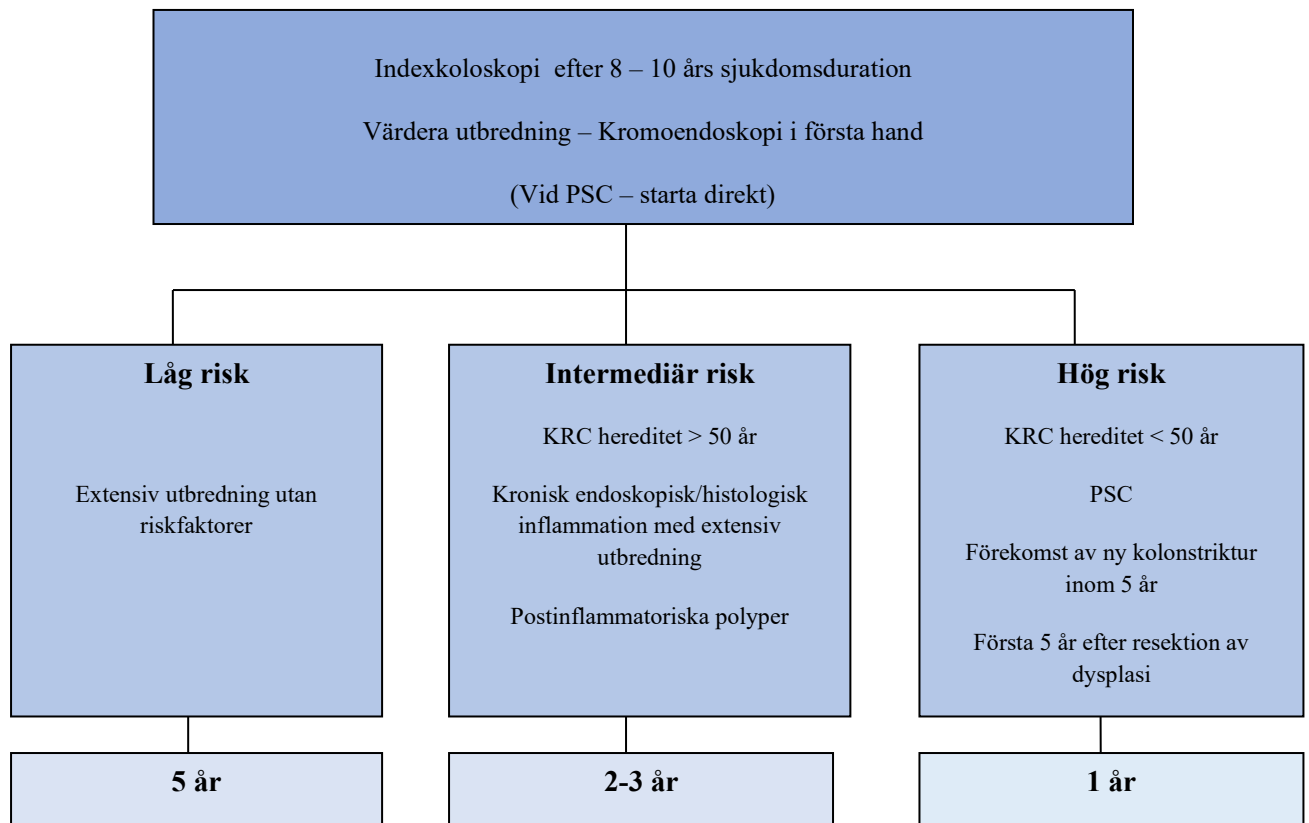 Indexkoloskopi efter 8 – 10 års sjukdomsduration
Värdera utbredning – Kromoendoskopi i första hand
(Vid PSC – starta direkt)
Låg risk
Extensiv utbredning utan
riskfaktorer
Intermediär risk
KRC hereditet > 50 år
Kronisk endoskopisk/histologisk
inflammation med extensiv
utbredning
Postinflammatoriska polyper
Hög risk
KRC hereditet < 50 år
PSC
Förekomst av ny kolonstriktur
inom 5 år
Första 5 år efter resektion av
dysplasi
5 år
2-3 år
1 år